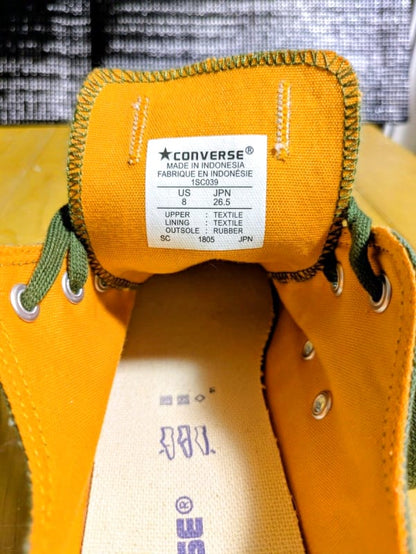 ★CONVERSE®
MADE IN INDONESIA
FABRIQUE EN INDONÉSIE
1SC039
US JPN
8 26.5
UPPER : TEXTILE
LINING : TEXTILE
OUTSOLE : RUBBER
SC 1805 JPN